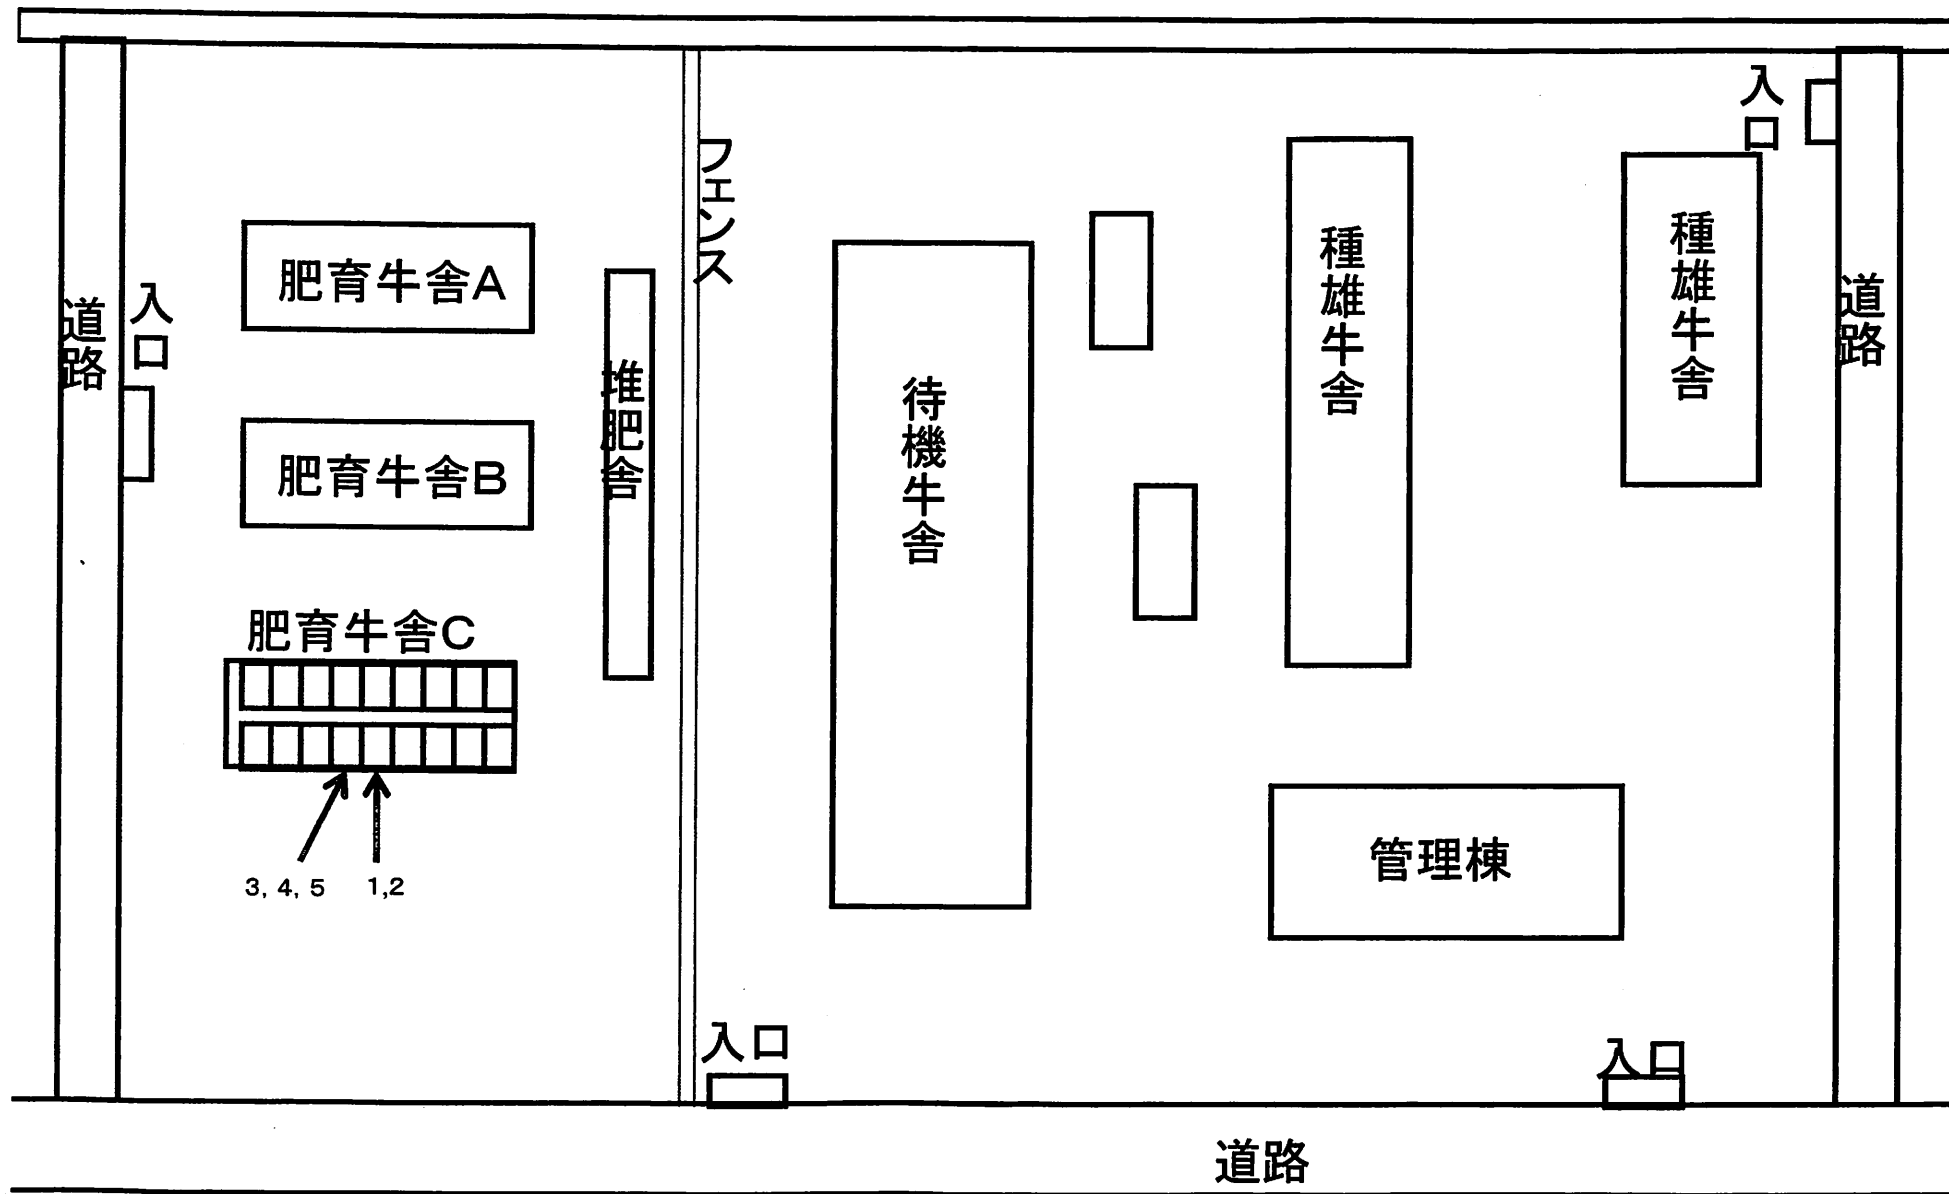 入口
フェンス
種雄牛舎
種雄牛舎
肥育牛舎A
入口
道路
道路
堆肥舎
待機牛舎
肥育牛舎B
肥育牛舎C
管理棟
3, 4, 5
1,2
入口
入口
道路